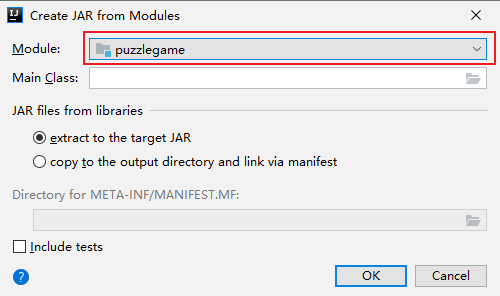 IJ Create JAR from Modules
Module: puzzlegame
Main Class:
JAR files from libraries
extract to the target JAR
copy to the output directory and link via manifest
Directory for META-INF/MANIFEST.MF:
Include tests
? OK Cancel